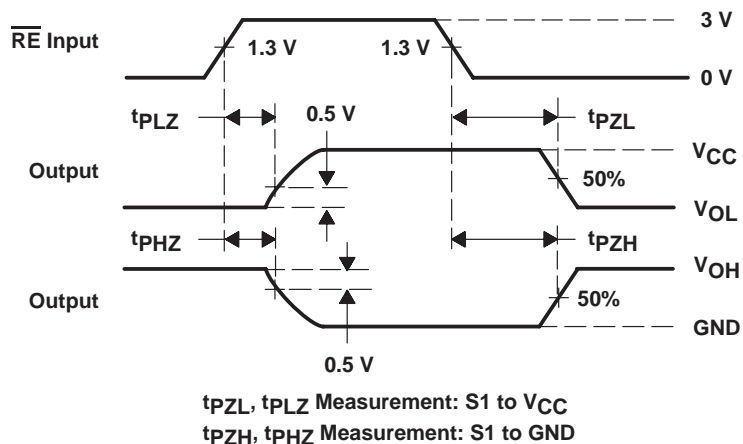 3 V
RE Input
1.3 V 1.3 V
0 V
tPLZ 0.5 V tPZL
VCC
Output
50%
VOL
tPHZ tPZH
VOH
Output
50%
GND
0.5 V
tPZL, tPLZ Measurement: S1 to VCC
tPZH, tPHZ Measurement: S1 to GND